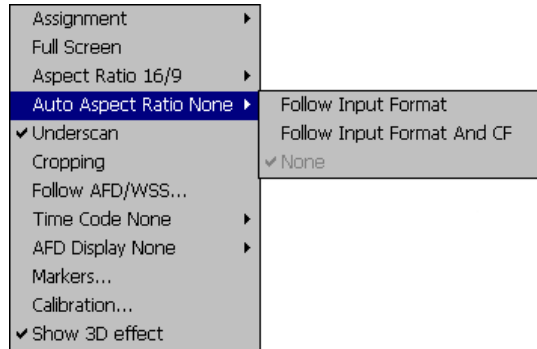 Assignment
Full Screen
Aspect Ratio 16/9
Auto Aspect Ratio None
Follow Input Format
Follow Input Format And CF
None
Underscan
Cropping
Follow AFD/WSS...
Time Code None
AFD Display None
Markers...
Calibration...
Show 3D effect